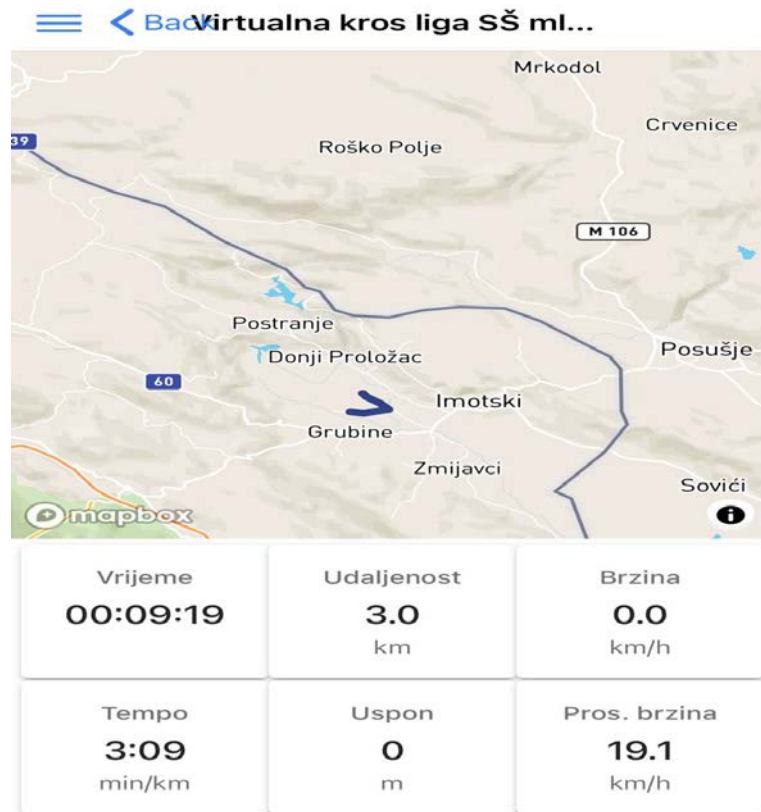 Back
Virtualna kros liga SŠ ml...
Mrkodol
Crvenice
39
Roško Polje
M 106
Postranje
Posušje
Donji Proložac
60
Imotski
Grubine
Zmijavci
Sovići
mapbox
Vrijeme
00:09:19
Udaljenost
3.0
km
Brzina
0.0
km/h
Tempo
3:09
min/km
Uspon
0
m
Pros. brzina
19.1
km/h